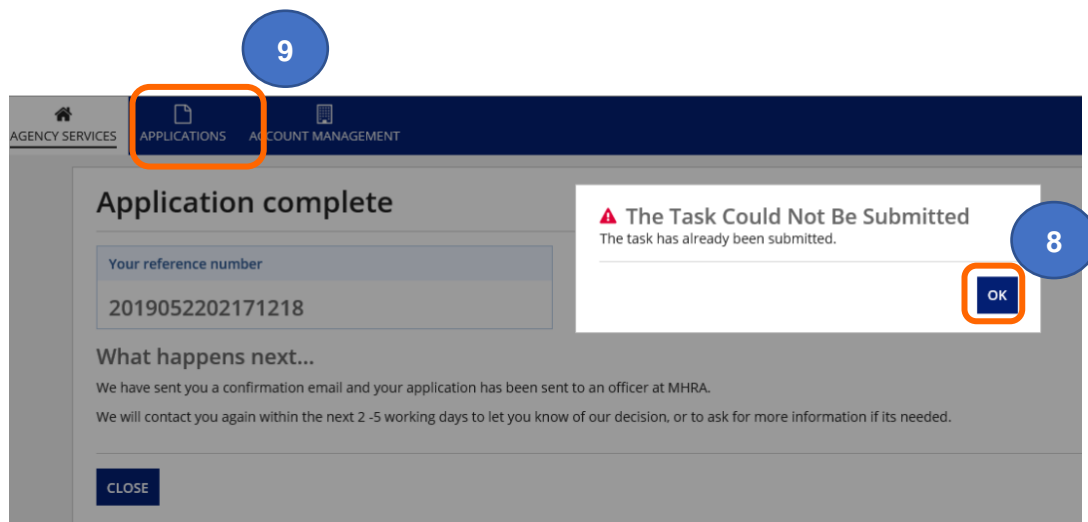 9
AGENCY SERVICES
APPLICATIONS
ACCOUNT MANAGEMENT
Application complete
The Task Could Not Be Submitted
The task has already been submitted.
8
Your reference number
OK
2019052202171218
What happens next...
We have sent you a confirmation email and your application has been sent to an officer at MHRA.
We will contact you again within the next 2 -5 working days to let you know of our decision, or to ask for more information if its needed.
CLOSE